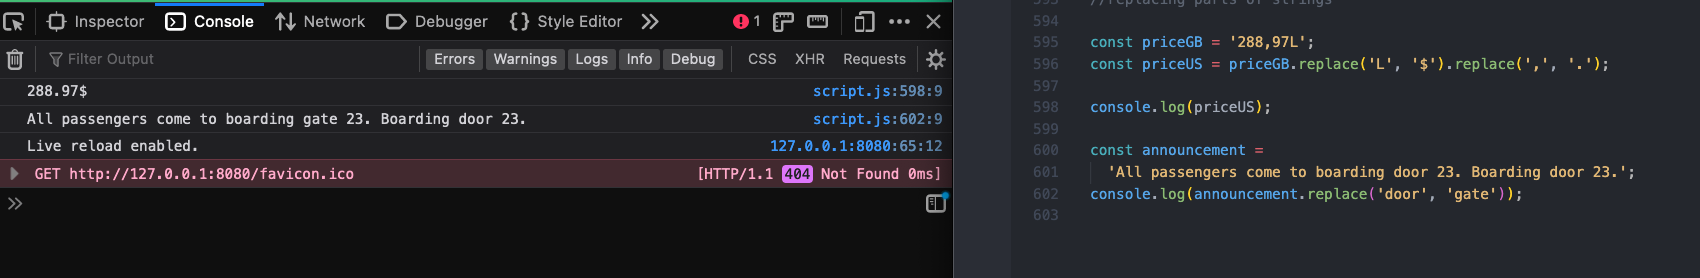 Inspector Console Network Debugger {} Style Editor 1
Filter Output Errors Warnings Logs Info Debug CSS XHR Requests
288.97$ script.js:598:9
All passengers come to boarding gate 23. Boarding door 23. script.js:602:9
Live reload enabled. 127.0.0.1:8080:65:12
GET http://127.0.0.1:8080/favicon.ico [HTTP/1.1 404 Not Found 0ms]
593 //replacing parts of strings
594
595 const priceGB = '288,97L';
596 const priceUS = priceGB.replace('L', '$').replace(',', '.');
597
598 console.log(priceUS);
599
600 const announcement =
601 'All passengers come to boarding door 23. Boarding door 23.';
602 console.log(announcement.replace('door', 'gate'));
603